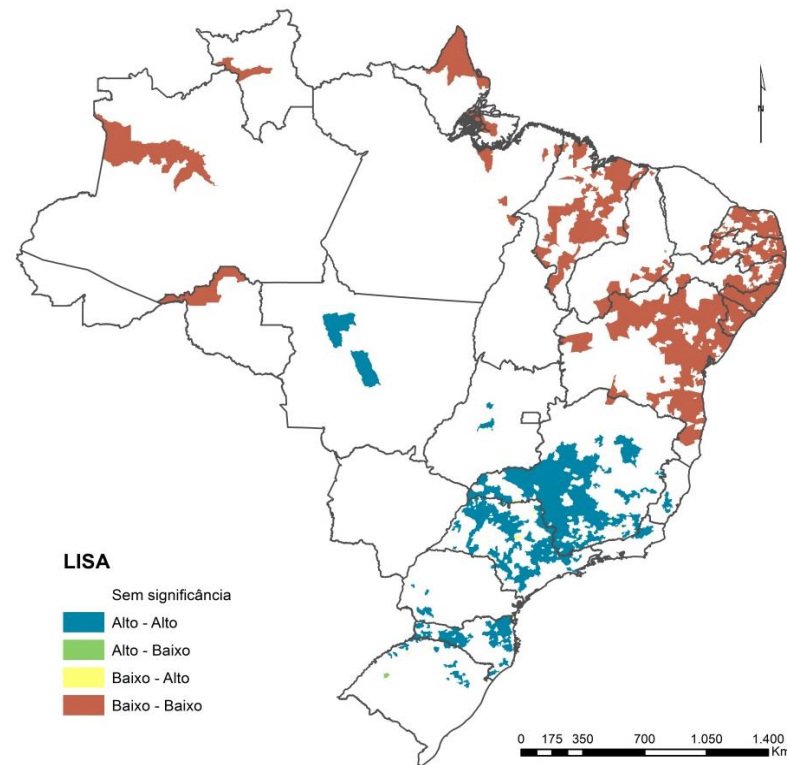 N
LISA
Sem significância
Alto - Alto
Alto - Baixo
Baixo - Alto
Baixo - Baixo
0 175 350 700 1.050 1.400
Km